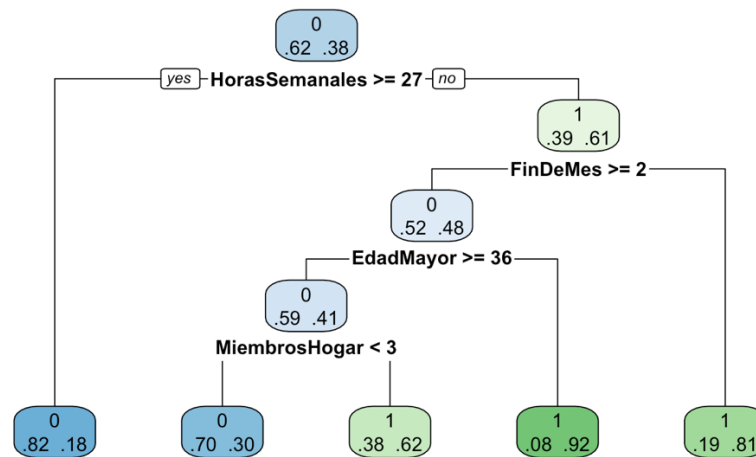 0
.62 .38
yes HorasSemanales >= 27 no
1
.39 .61
FinDeMes >= 2
0
.52 .48
EdadMayor >= 36
0
.59 .41
MiembrosHogar < 3
0 0 1 1 1
.82 .18 .70 .30 .38 .62 .08 .92 .19 .81